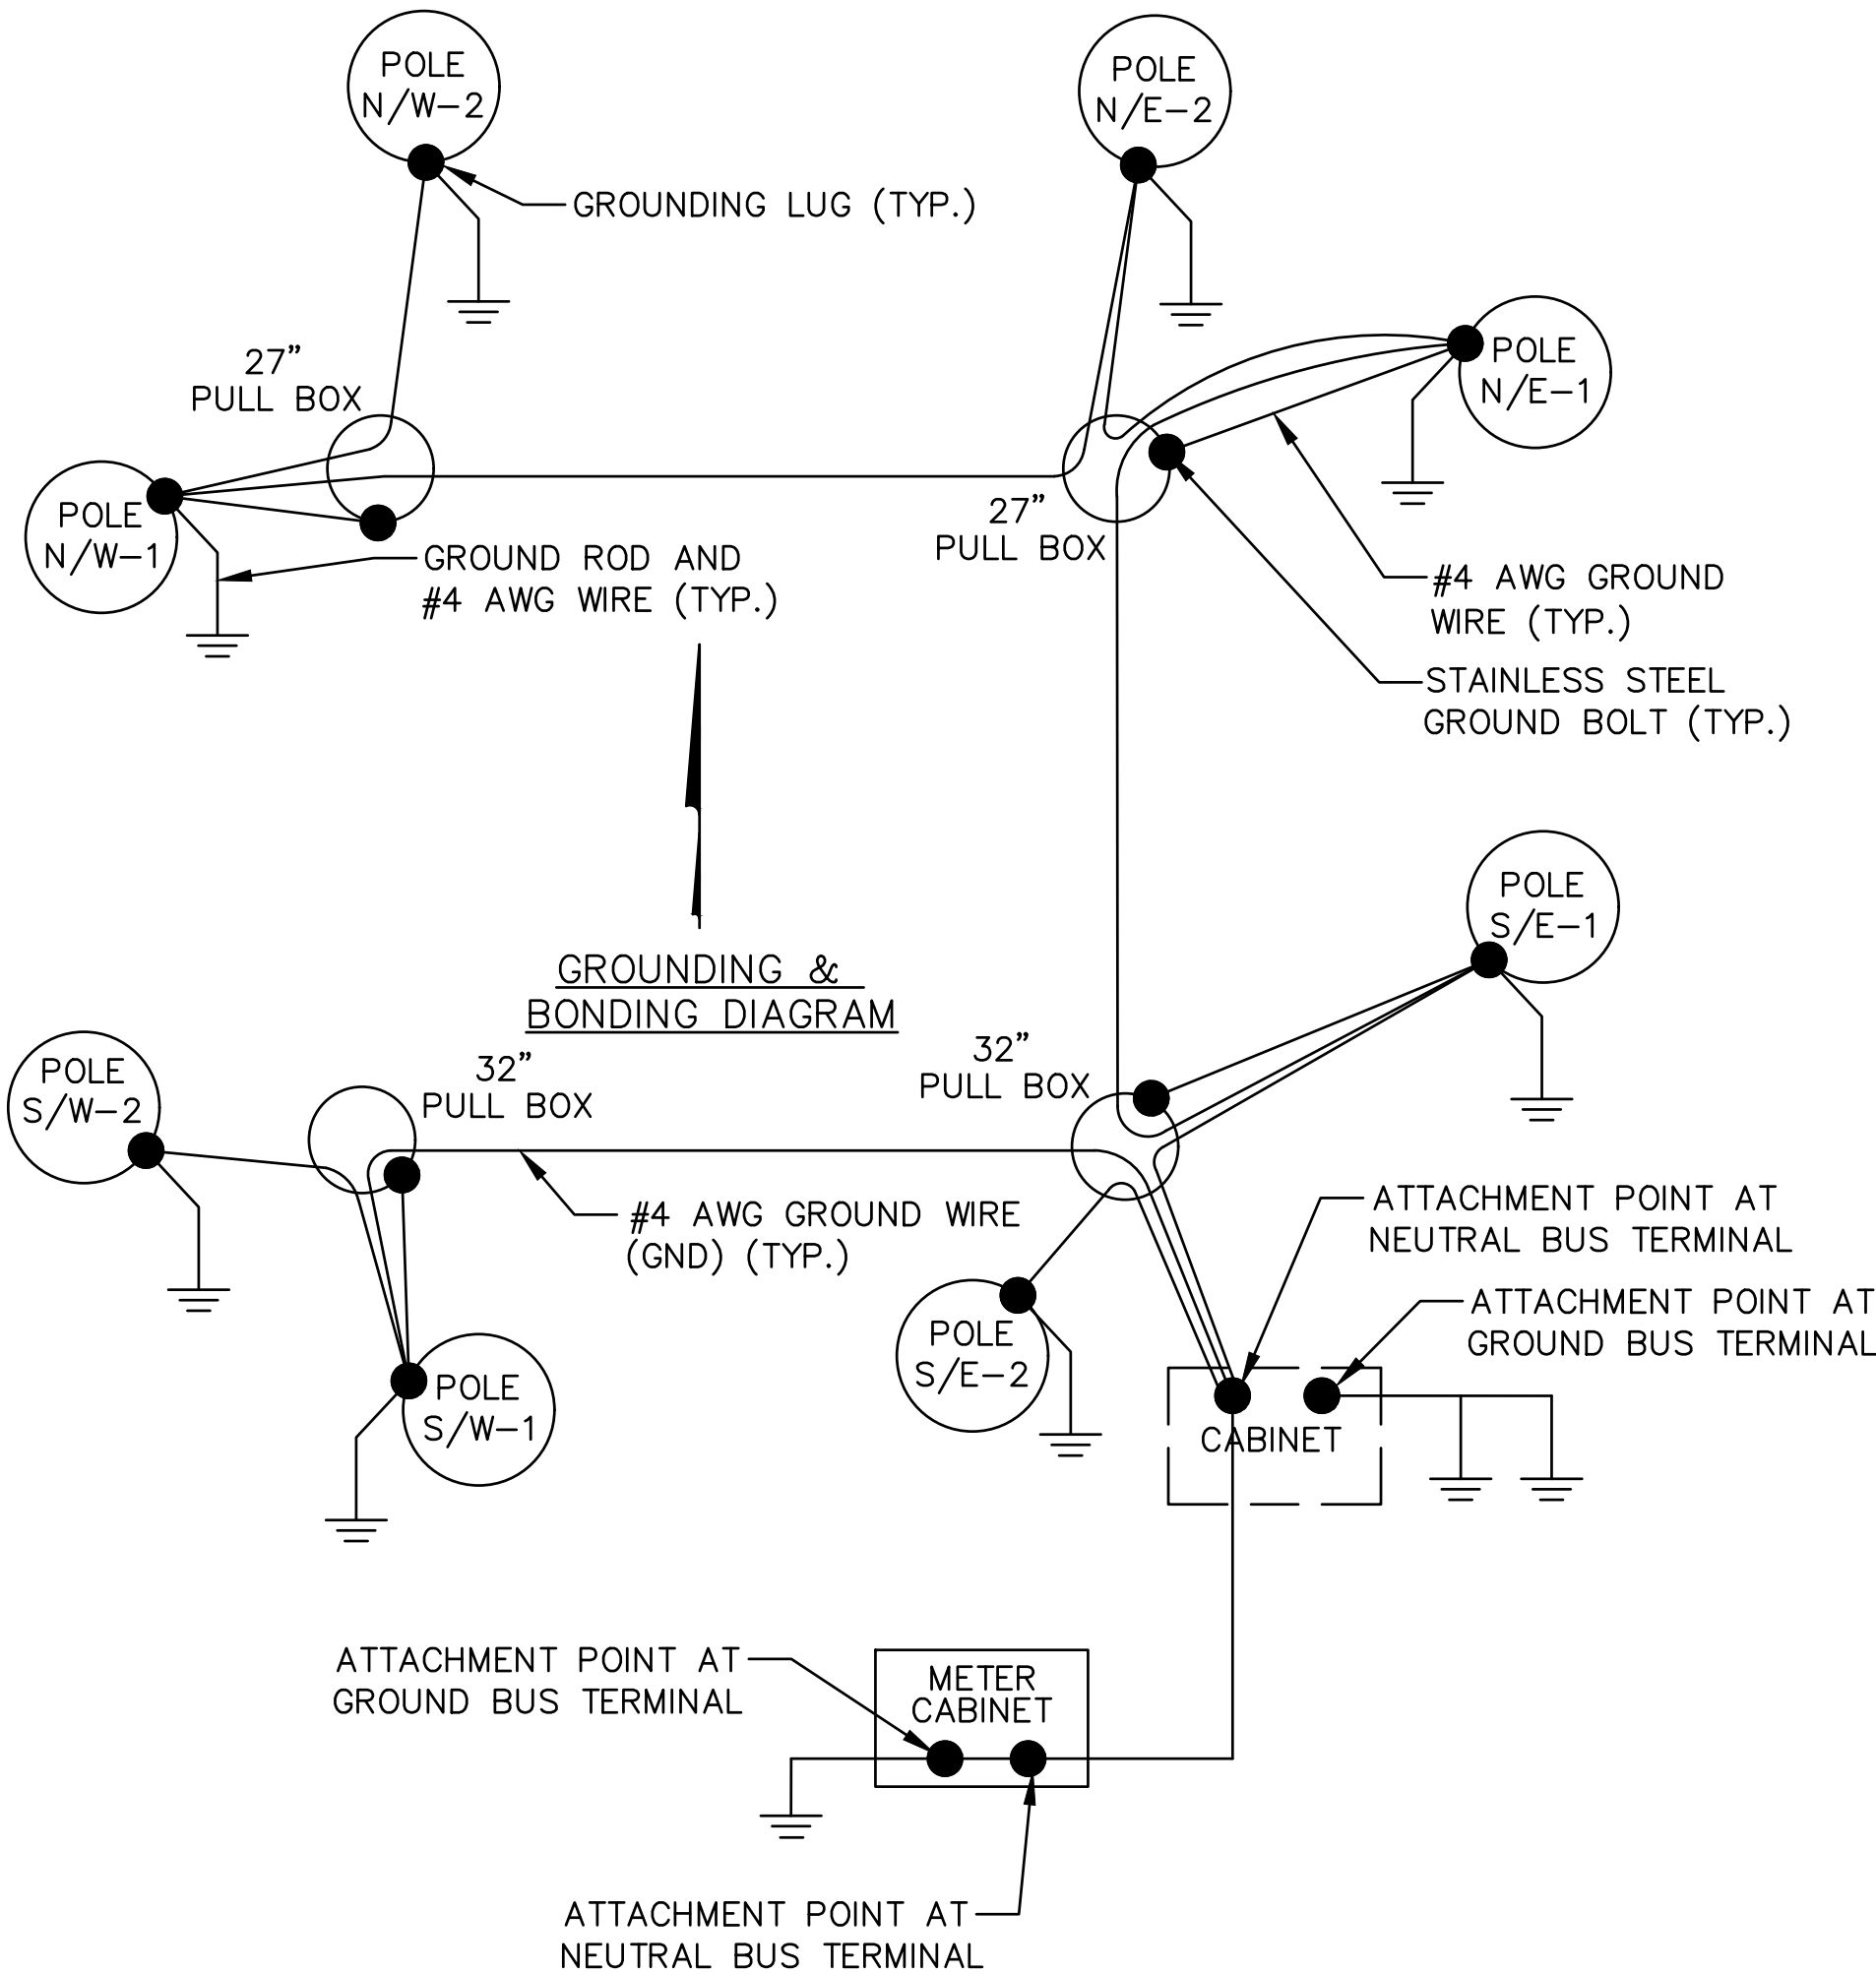 POLE
N/W-2
POLE
N/E-2
GROUNDING LUG (TYP.)
27”
PULL BOX
POLE
N/E-1
POLE
N/W-1
27”
PULL BOX
GROUND ROD AND
#4 AWG WIRE (TYP.)
#4 AWG GROUND
WIRE (TYP.)
STAINLESS STEEL
GROUND BOLT (TYP.)
POLE
S/E-1
GROUNDING &
BONDING DIAGRAM
POLE
S/W-2
32”
PULL BOX
32”
PULL BOX
#4 AWG GROUND WIRE
(GND) (TYP.)
ATTACHMENT POINT AT
NEUTRAL BUS TERMINAL
ATTACHMENT POINT AT
GROUND BUS TERMINAL
POLE
S/E-2
POLE
S/W-1
CABINET
ATTACHMENT POINT AT
GROUND BUS TERMINAL
METER
CABINET
ATTACHMENT POINT AT
NEUTRAL BUS TERMINAL